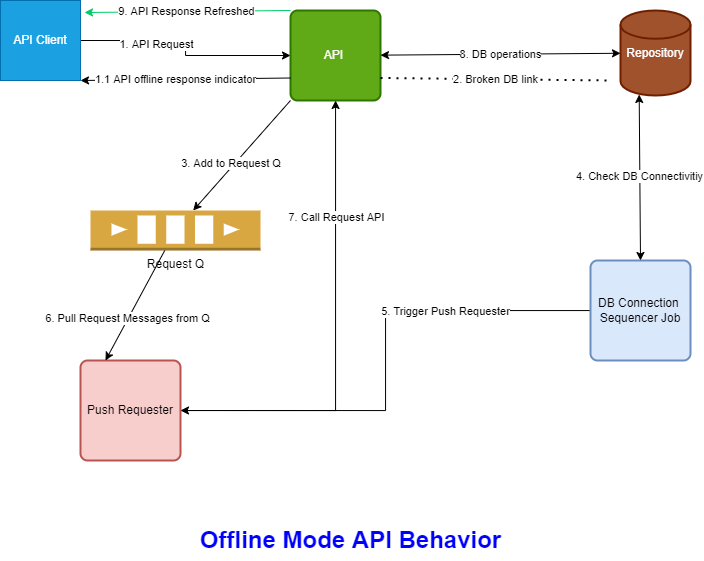 9. API Response Refreshed
API Client
1. API Request
API
8. DB operations
Repository
1.1 API offline response indicator
2. Broken DB link
3. Add to Request Q
4. Check DB Connectivitiy
7. Call Request API
Request Q
DB Connection
Sequencer Job
6. Pull Request Messages from Q
5. Trigger Push Requester
Push Requester
Offline Mode API Behavior